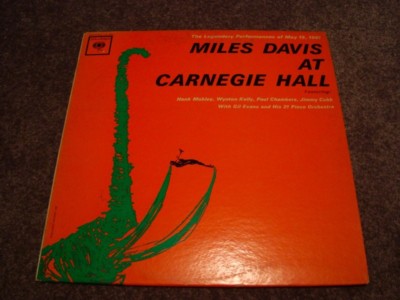 The Legendary Performances of May 19, 1961
MILES DAVIS
AT
CARNEGIE HALL
Featuring:
Hank Mobley, Wynton Kelly, Paul Chambers, Jimmy Cobb
With Gil Evans and His 21 Piece Orchestra